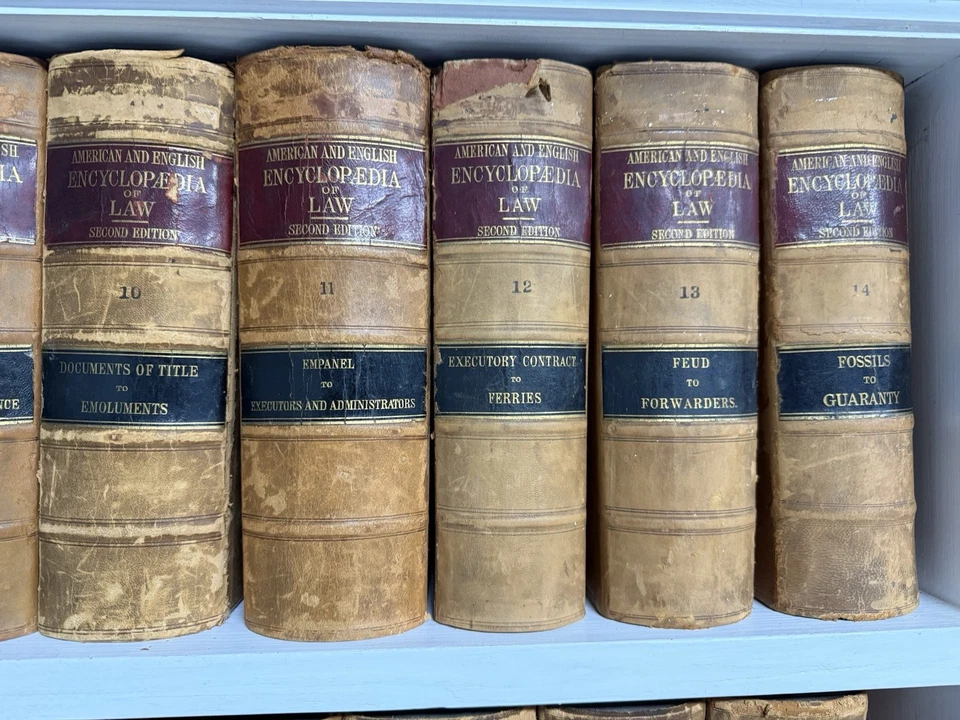 SH
IA
NCE
AMERICAN AND ENGLISH
ENCYCLOPÆDIA
OF
LAW
SECOND EDITION
10
DOCUMENTS OF TITLE
TO
EMOLUMENTS
AMERICAN AND ENGLISH
ENCYCLOPÆDIA
OF
LAW
SECOND EDITION
11
EMPANEL
TO
EXECUTORS AND ADMINISTRATORS
AMERICAN AND ENGLISH
ENCYCLOPÆDIA
OF
LAW
SECOND EDITION
12
EXECUTORY CONTRACT
TO
FERRIES
AMERICAN AND ENGLISH
ENCYCLOPÆDIA
OF
LAW
SECOND EDITION
13
FEUD
TO
FORWARDERS.
AMERICAN AND ENGLISH
ENCYCLOPÆDIA
OF
LAW
SECOND EDITION
14
FOSSILS
TO
GUARANTY